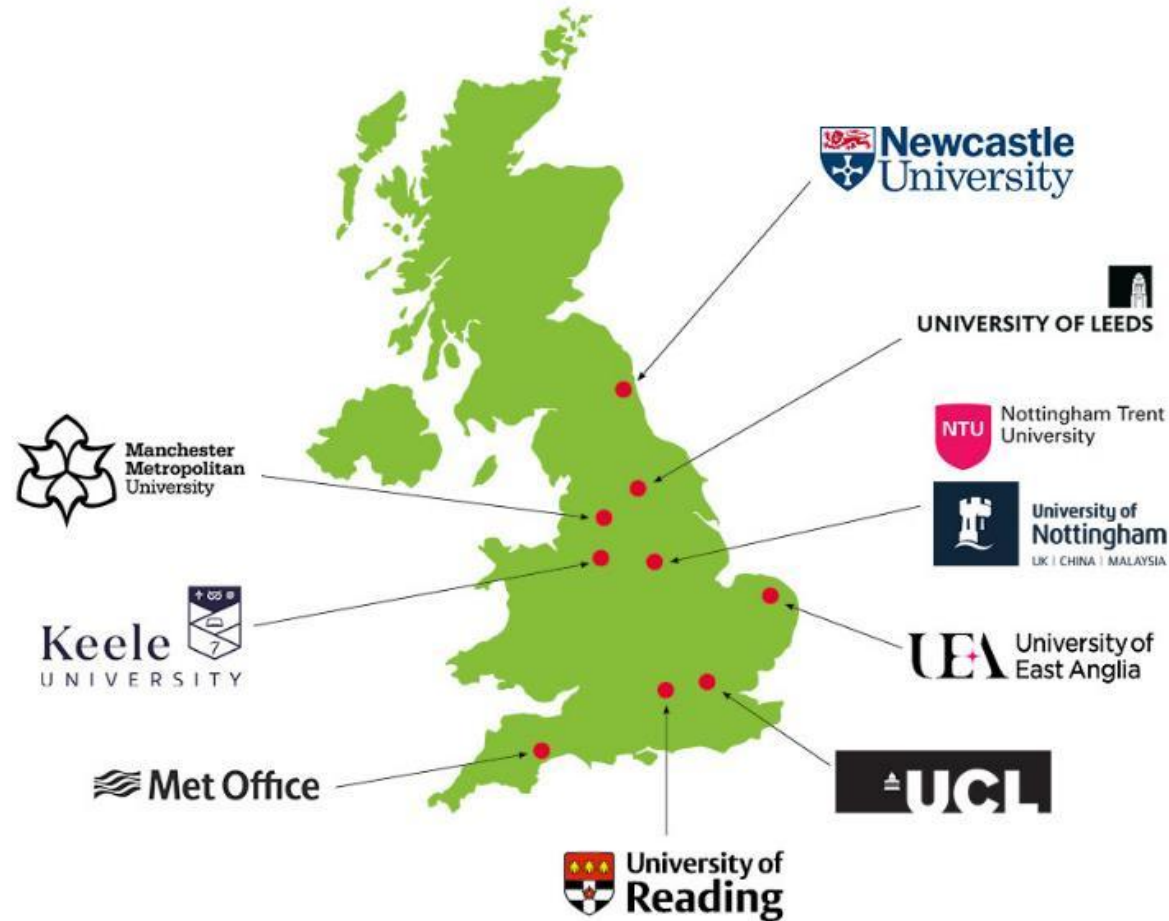 Newcastle
University
UNIVERSITY OF LEEDS
NTU
Nottingham Trent
University
Manchester
Metropolitan
University
University of
Nottingham
UK | CHINA | MALAYSIA
Keele
UNIVERSITY
7
UEA
University of
East Anglia
Met Office
UCL
University of
Reading